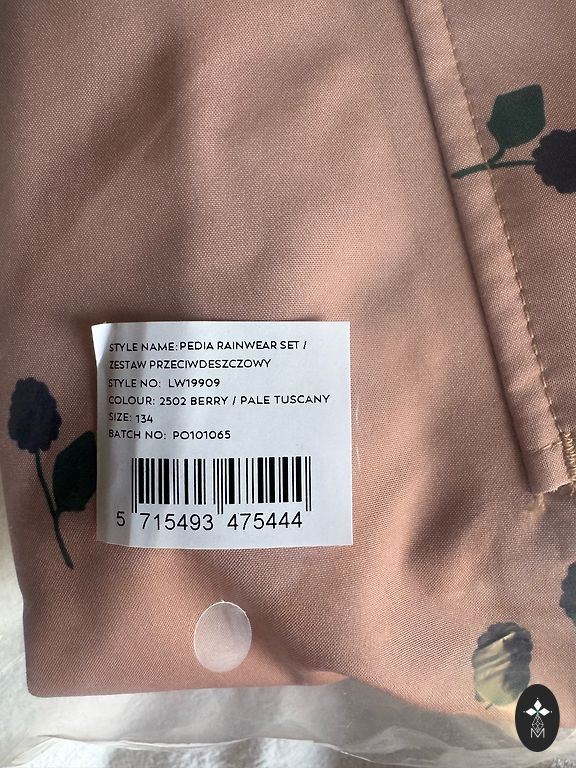 STYLE NAME: PEDIA RAINWEAR SET /
ZESTAW PRZECIWDESZCZOWY
STYLE NO: LW19909
COLOUR: 2502 BERRY / PALE TUSCANY
SIZE: 134
BATCH NO: PO101065
5 715493 475444